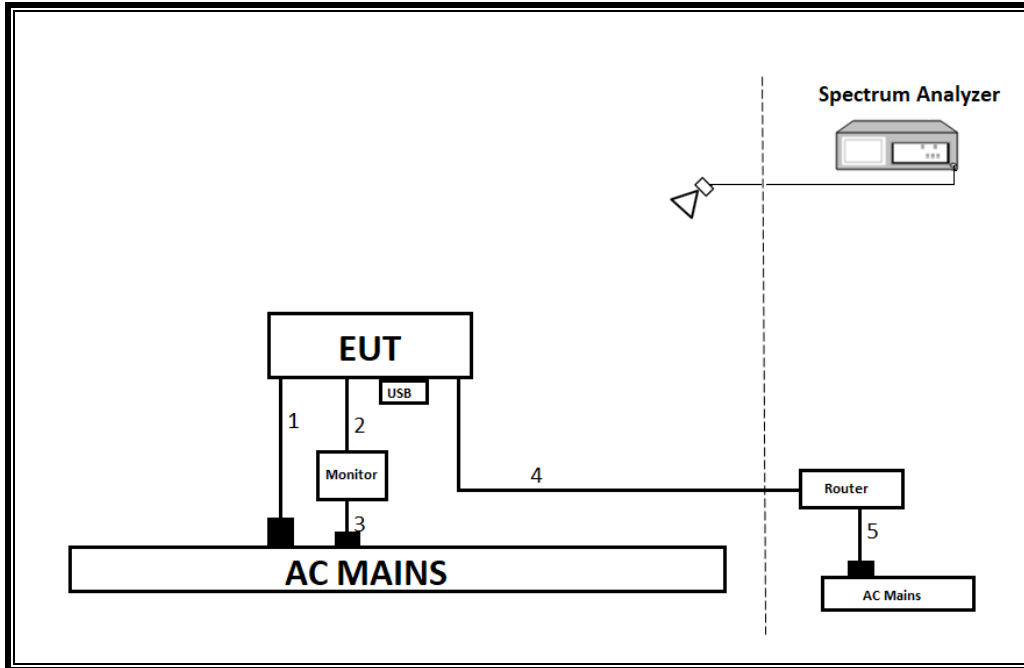 Spectrum Analyzer
EUT
USB
1
2
Monitor
4
Router
3
5
AC MAINS
AC Mains